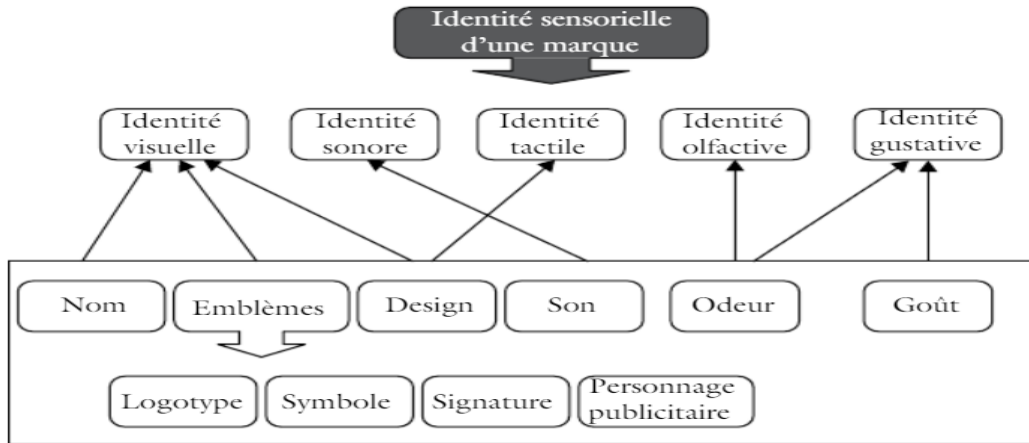 Identité sensorielle
d'une marque
Identité
visuelle
Identité
sonore
Identité
tactile
Identité
olfactive
Identité
gustative
Nom
Emblèmes
Design
Son
Odeur
Goût
Logotype
Symbole
Signature
Personnage
publicitaire